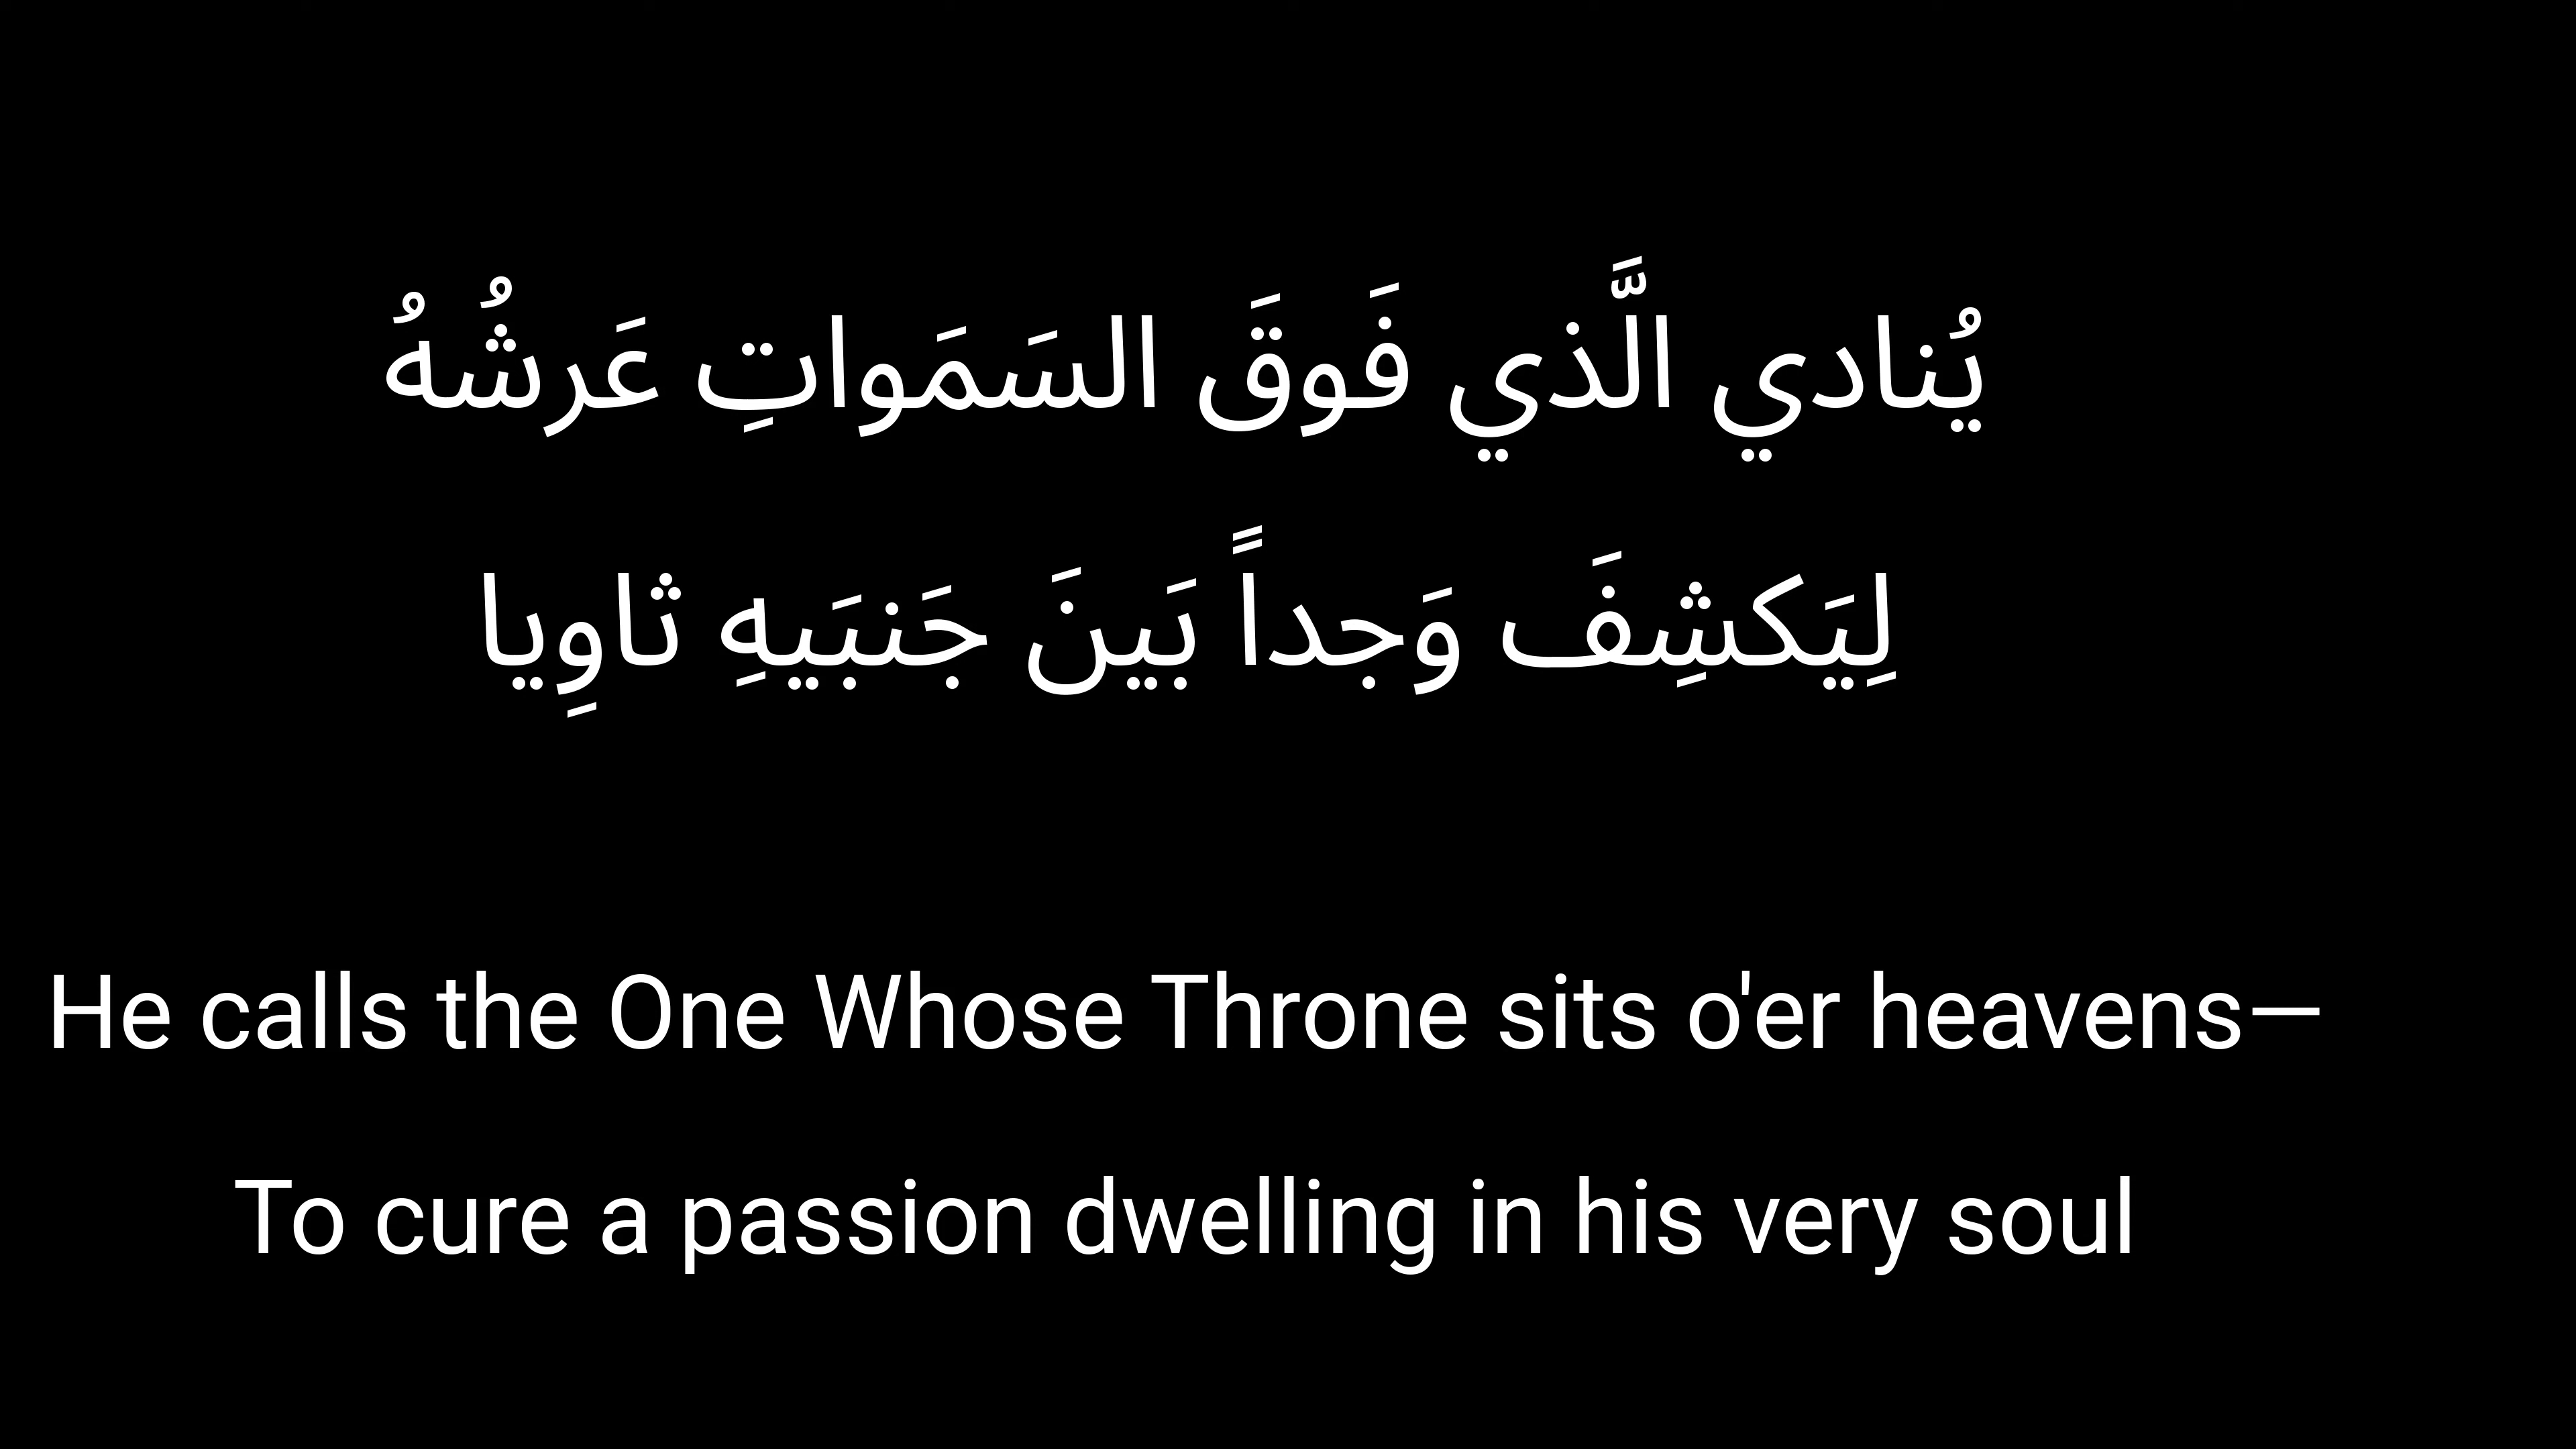 يُنادي الَّذي فَوقَ السَمَواتِ عَرشُهُ
لِيَكشِفَ وَجداً بَينَ جَنبَيهِ ثاوِيا
He calls the One Whose Throne sits o'er heavens—
To cure a passion dwelling in his very soul